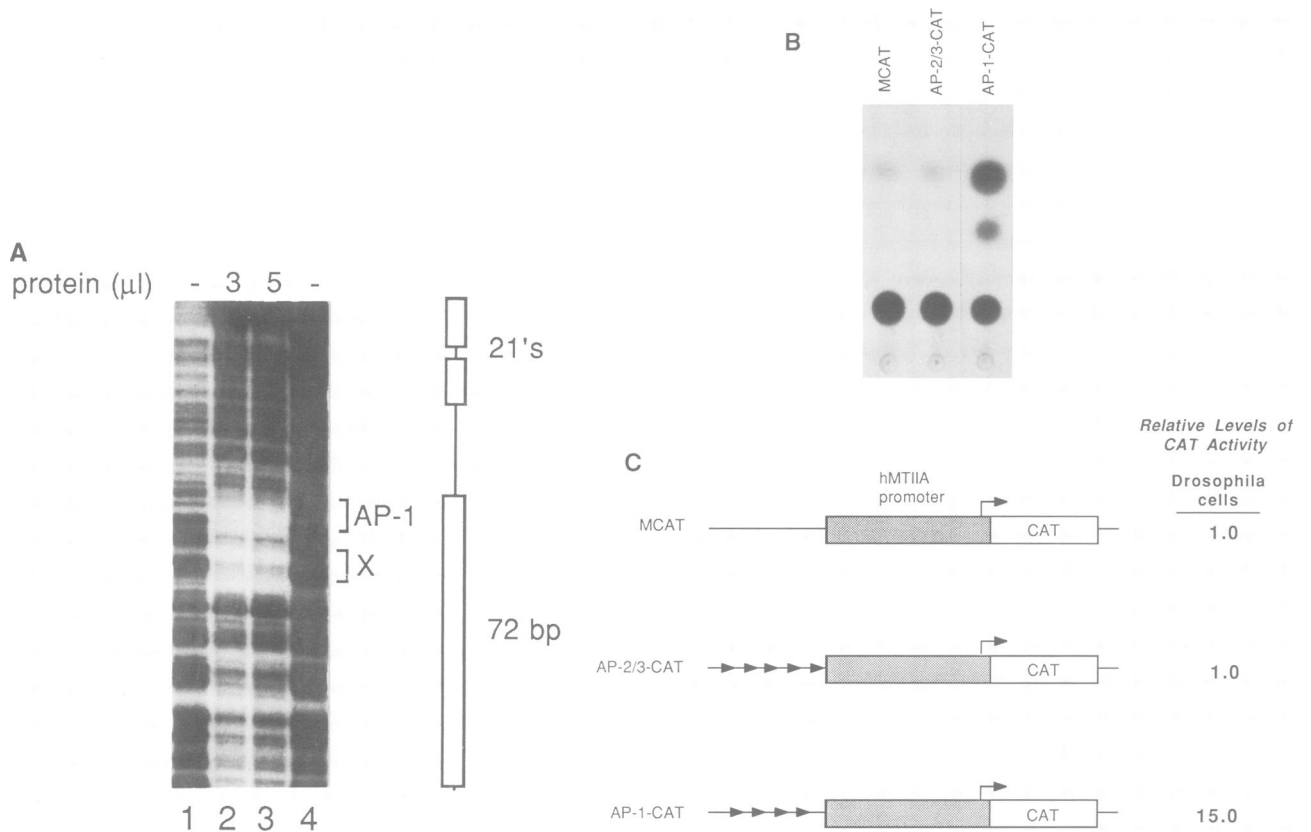 A
protein (µl) - 3 5 -
21's
]AP-1
]X
72 bp
1 2 3 4
B
MCAT
AP-2/3-CAT
AP-1-CAT
C
Relative Levels of
CAT Activity
hMTIIA
promoter
Drosophila
cells
MCAT
CAT
1.0
AP-2/3-CAT
CAT
1.0
AP-1-CAT
CAT
15.0